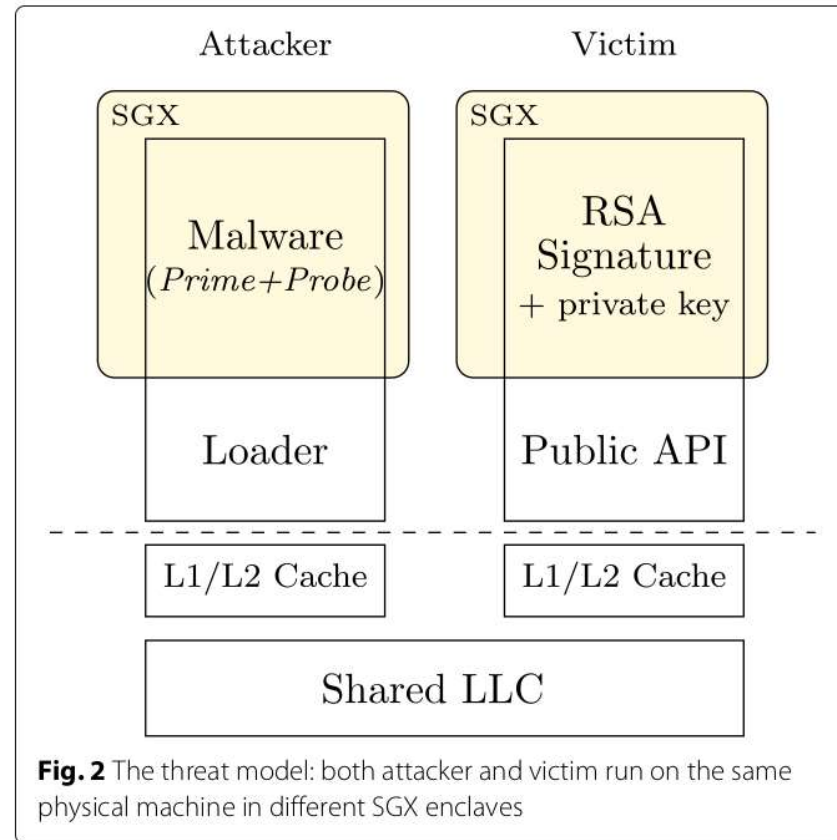 Attacker Victim
SGX SGX
Malware
(Prime+Probe)
RSA
Signature
+ private key
Loader Public API
L1/L2 Cache L1/L2 Cache
Shared LLC
Fig. 2 The threat model: both attacker and victim run on the same
physical machine in different SGX enclaves